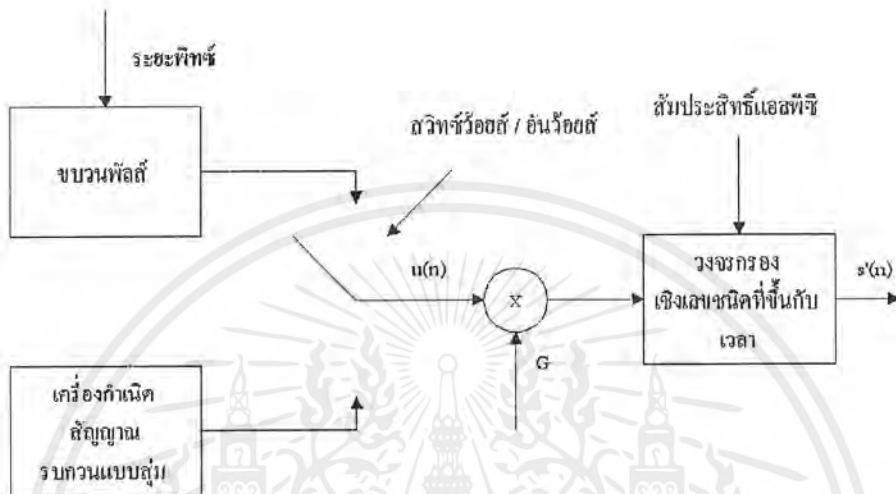 ระยะพิทซ์
ขบวนพัลส์
สวิทซ์ว้อยส์ / อันว้อยส์
สัมประสิทธิ์แอลพีซี
u(n)
X
G
วงจรกรอง
เชิงเลขชนิดที่ขึ้นกับ
เวลา
s'(n)
เครื่องกำเนิด
สัญญาณ
รบกวนแบบสุ่ม